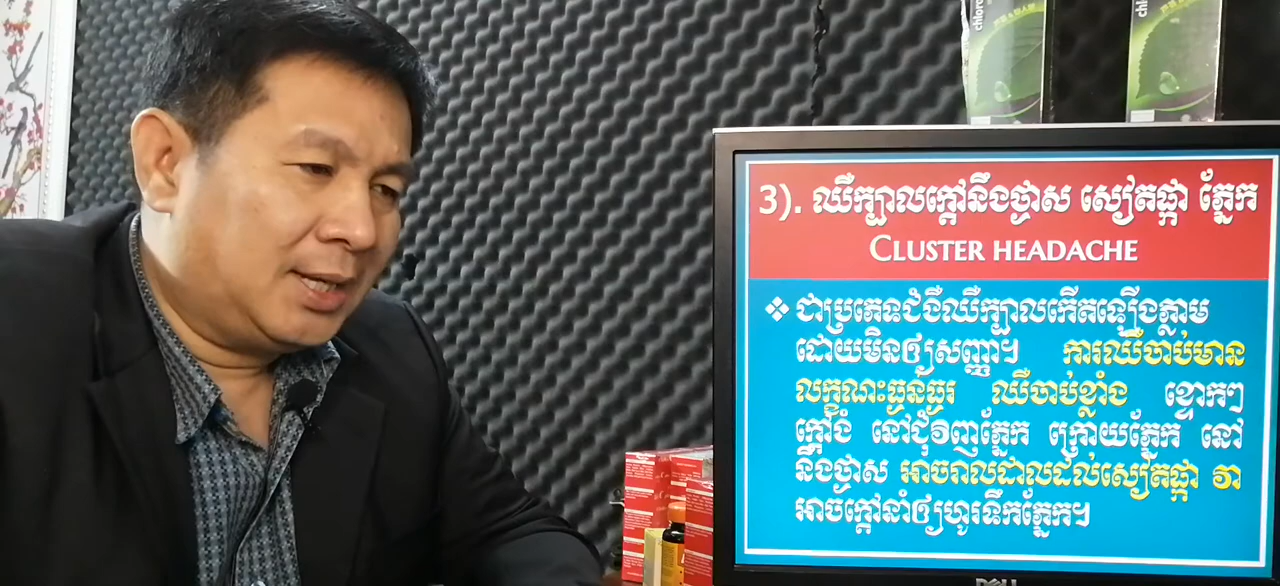 chloro
chl
3). ឈឺក្បាលក្តៅនឹងថ្ងាស សៀតផ្កា ភ្នែក
CLUSTER HEADACHE
❖ ជាប្រភេទជំងឺឈឺក្បាលកើតឡើងភ្លាម
ដោយមិនឲ្យសញ្ញា។ ការឈឺចាប់មាន
លក្ខណះធ្ងន់ធ្ងរ ឈឺចាប់ខ្លាំង ខ្ទោកៗ
ក្តៅងំ នៅជុំវិញភ្នែក ក្រោយភ្នែក នៅ
នឹងថ្ងាស អាចរាលដាលដល់សៀតផ្កា វា
អាចក្តៅនាំឲ្យហូរទឹកភ្នែក។